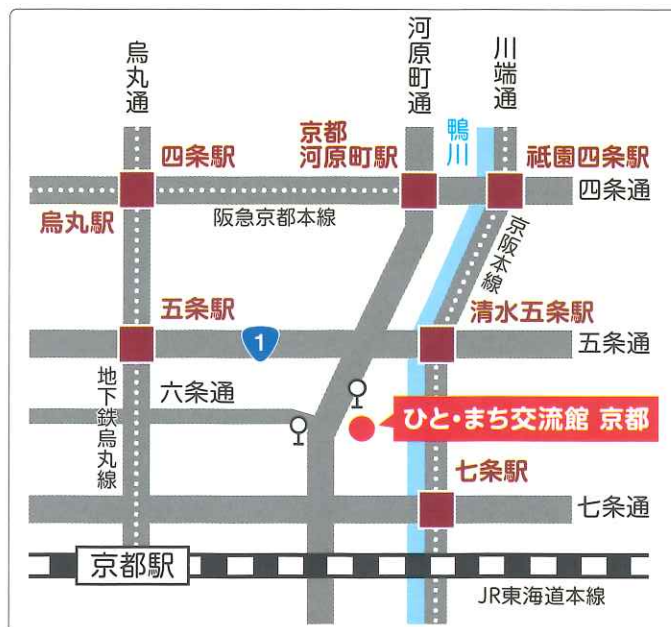 烏丸通
河原町通
川端通
鴨川
四条駅
京都
河原町駅
祇園四条駅
四条通
烏丸駅
阪急京都本線
京阪本線
五条駅
1
清水五条駅
五条通
地下鉄烏丸線
六条通
ひと・まち交流館 京都
七条駅
七条通
京都駅
JR東海道本線